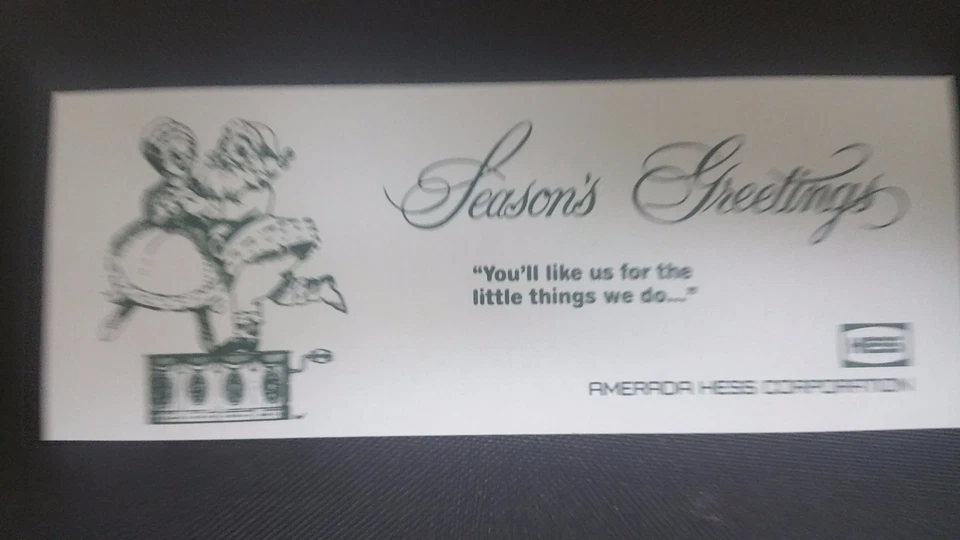 Season's Greetings
"You'll like us for the
little things we do...."
HESS
AMERADA HESS CORPORATION